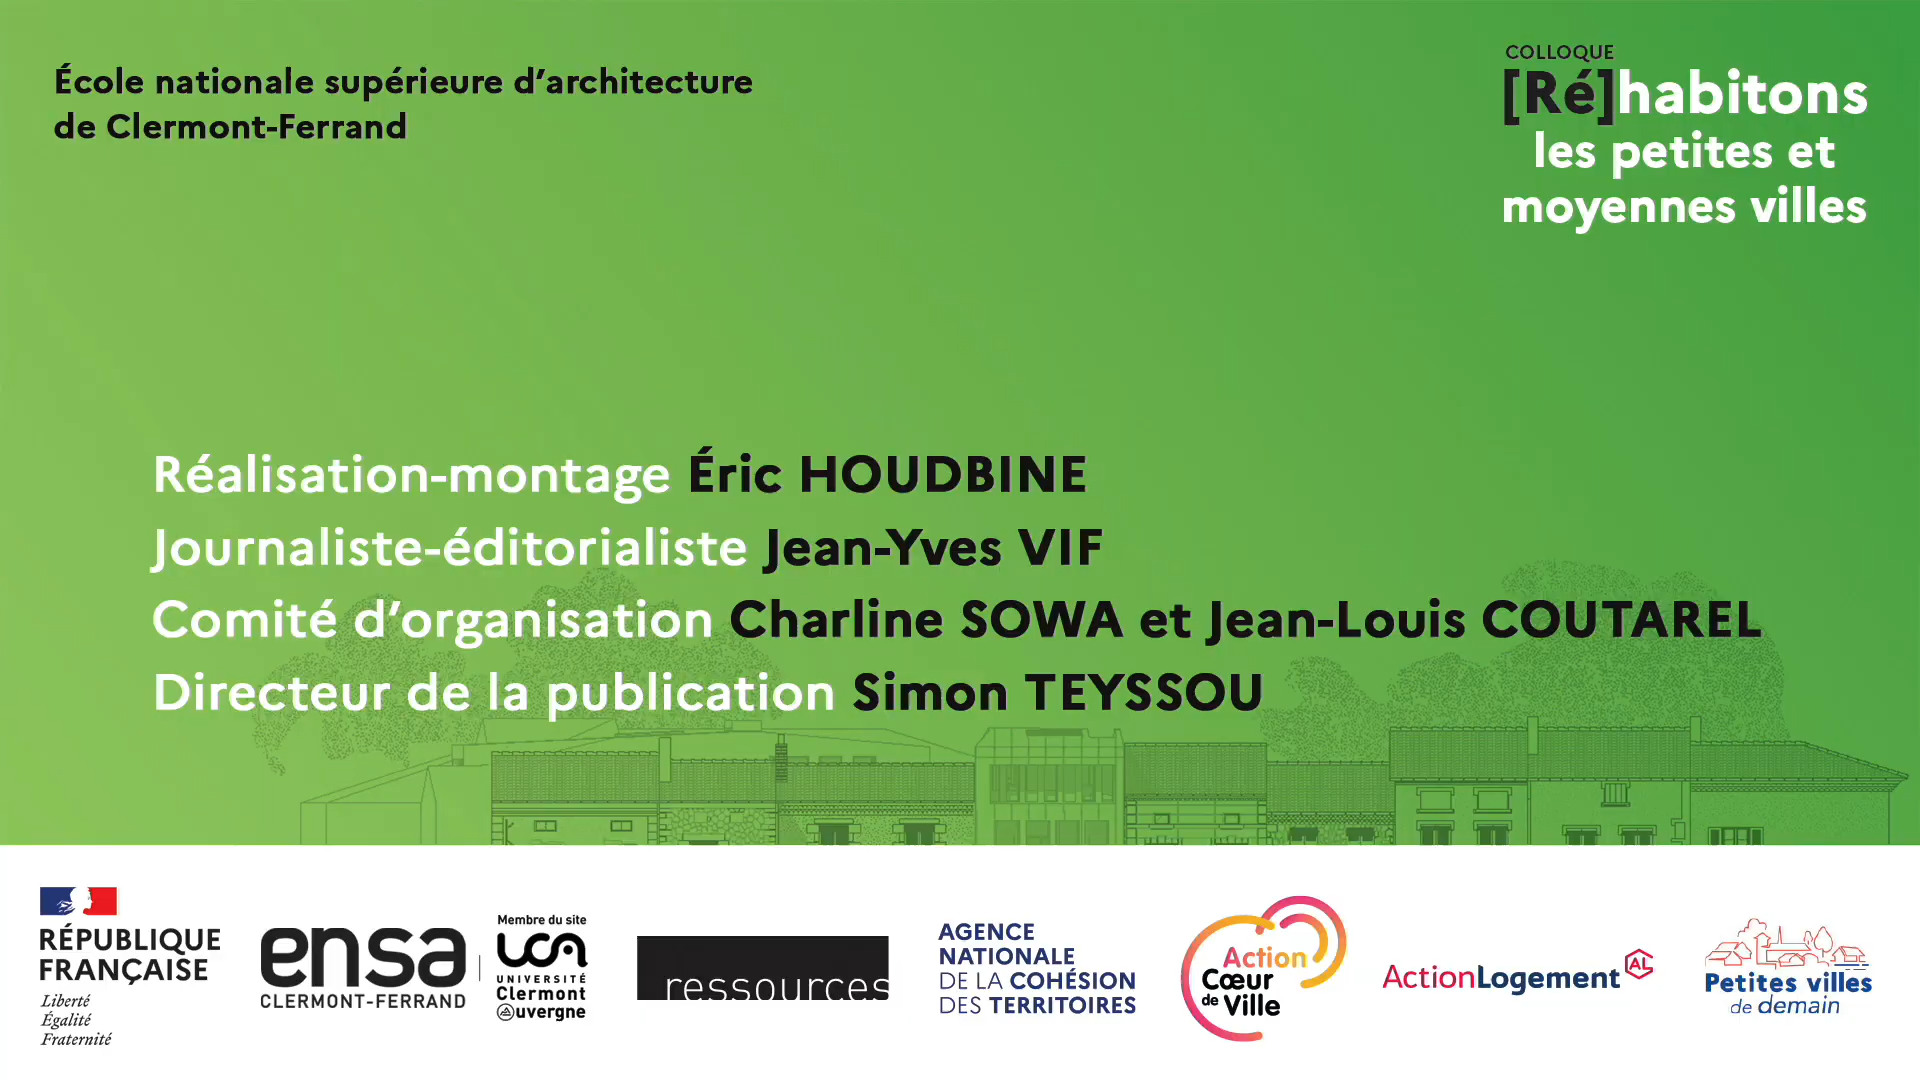 École nationale supérieure d’architecture
de Clermont-Ferrand
COLLOQUE
[Ré]habitons
les petites et
moyennes villes
Réalisation-montage Éric HOUDBINE
Journaliste-éditorialiste Jean-Yves VIF
Comité d’organisation Charline SOWA et Jean-Louis COUTAREL
Directeur de la publication Simon TEYSSOU
RÉPUBLIQUE
FRANÇAISE
Liberté
Égalité
Fraternité
ensa
CLERMONT-FERRAND
Membre du site
UCA
UNIVERSITÉ
Clermont
Auvergne
ressources
AGENCE
NATIONALE
DE LA COHÉSION
DES TERRITOIRES
Action
Cœur
de Ville
ActionLogement AL
Petites villes
de demain